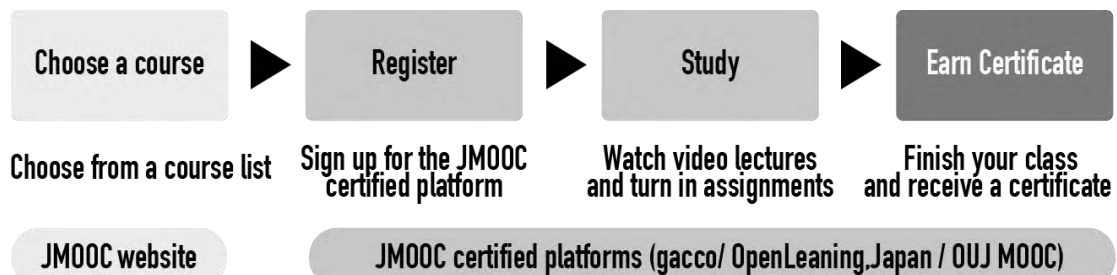 Choose a course
Register
Study
Earn Certificate
Choose from a course list
Sign up for the JMOOC
certified platform
Watch video lectures
and turn in assignments
Finish your class
and receive a certificate
JMOOC website
JMOOC certified platforms (gacco/ OpenLeaning,Japan / OUJ MOOC)